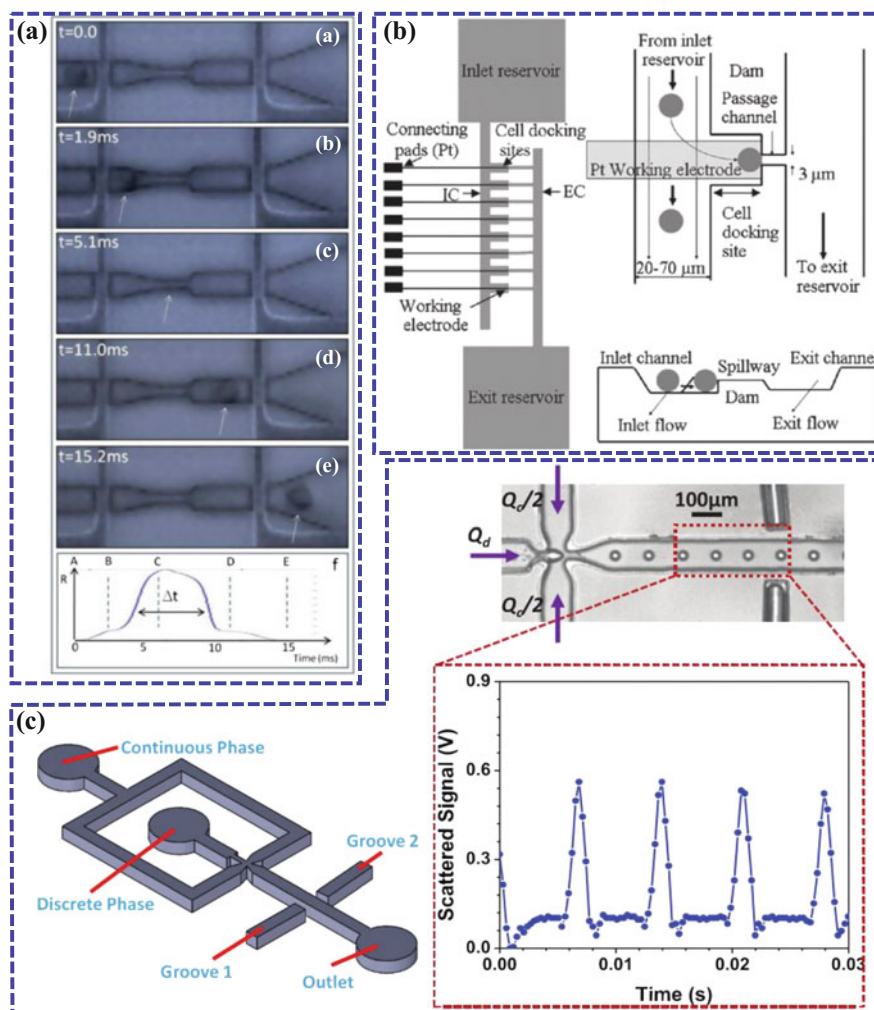 (a)
t=0.0
(a)
t=1.9ms
(b)
t=5.1ms
(c)
t=11.0ms
(d)
t=15.2ms
(e)
A B C D E f
R
Δt
0 5 10 15
Time (ms)
(b)
Inlet reservoir
Connecting
pads (Pt)
Cell docking
sites
IC
EC
Working
electrode
Exit reservoir
From inlet
reservoir
Dam
Passage
channel
Pt Working electrode
3 μm
Cell
docking
site
20-70 μm
To exit
reservoir
Inlet channel
Spillway
Exit channel
Dam
Inlet flow
Exit flow
(c)
Continuous Phase
Discrete Phase
Groove 2
Groove 1
Outlet
Qc/2
100μm
Qd
Qc/2
0.9
0.6
0.3
0.0
Scattered Signal (V)
0.00 0.01 0.02 0.03
Time (s)